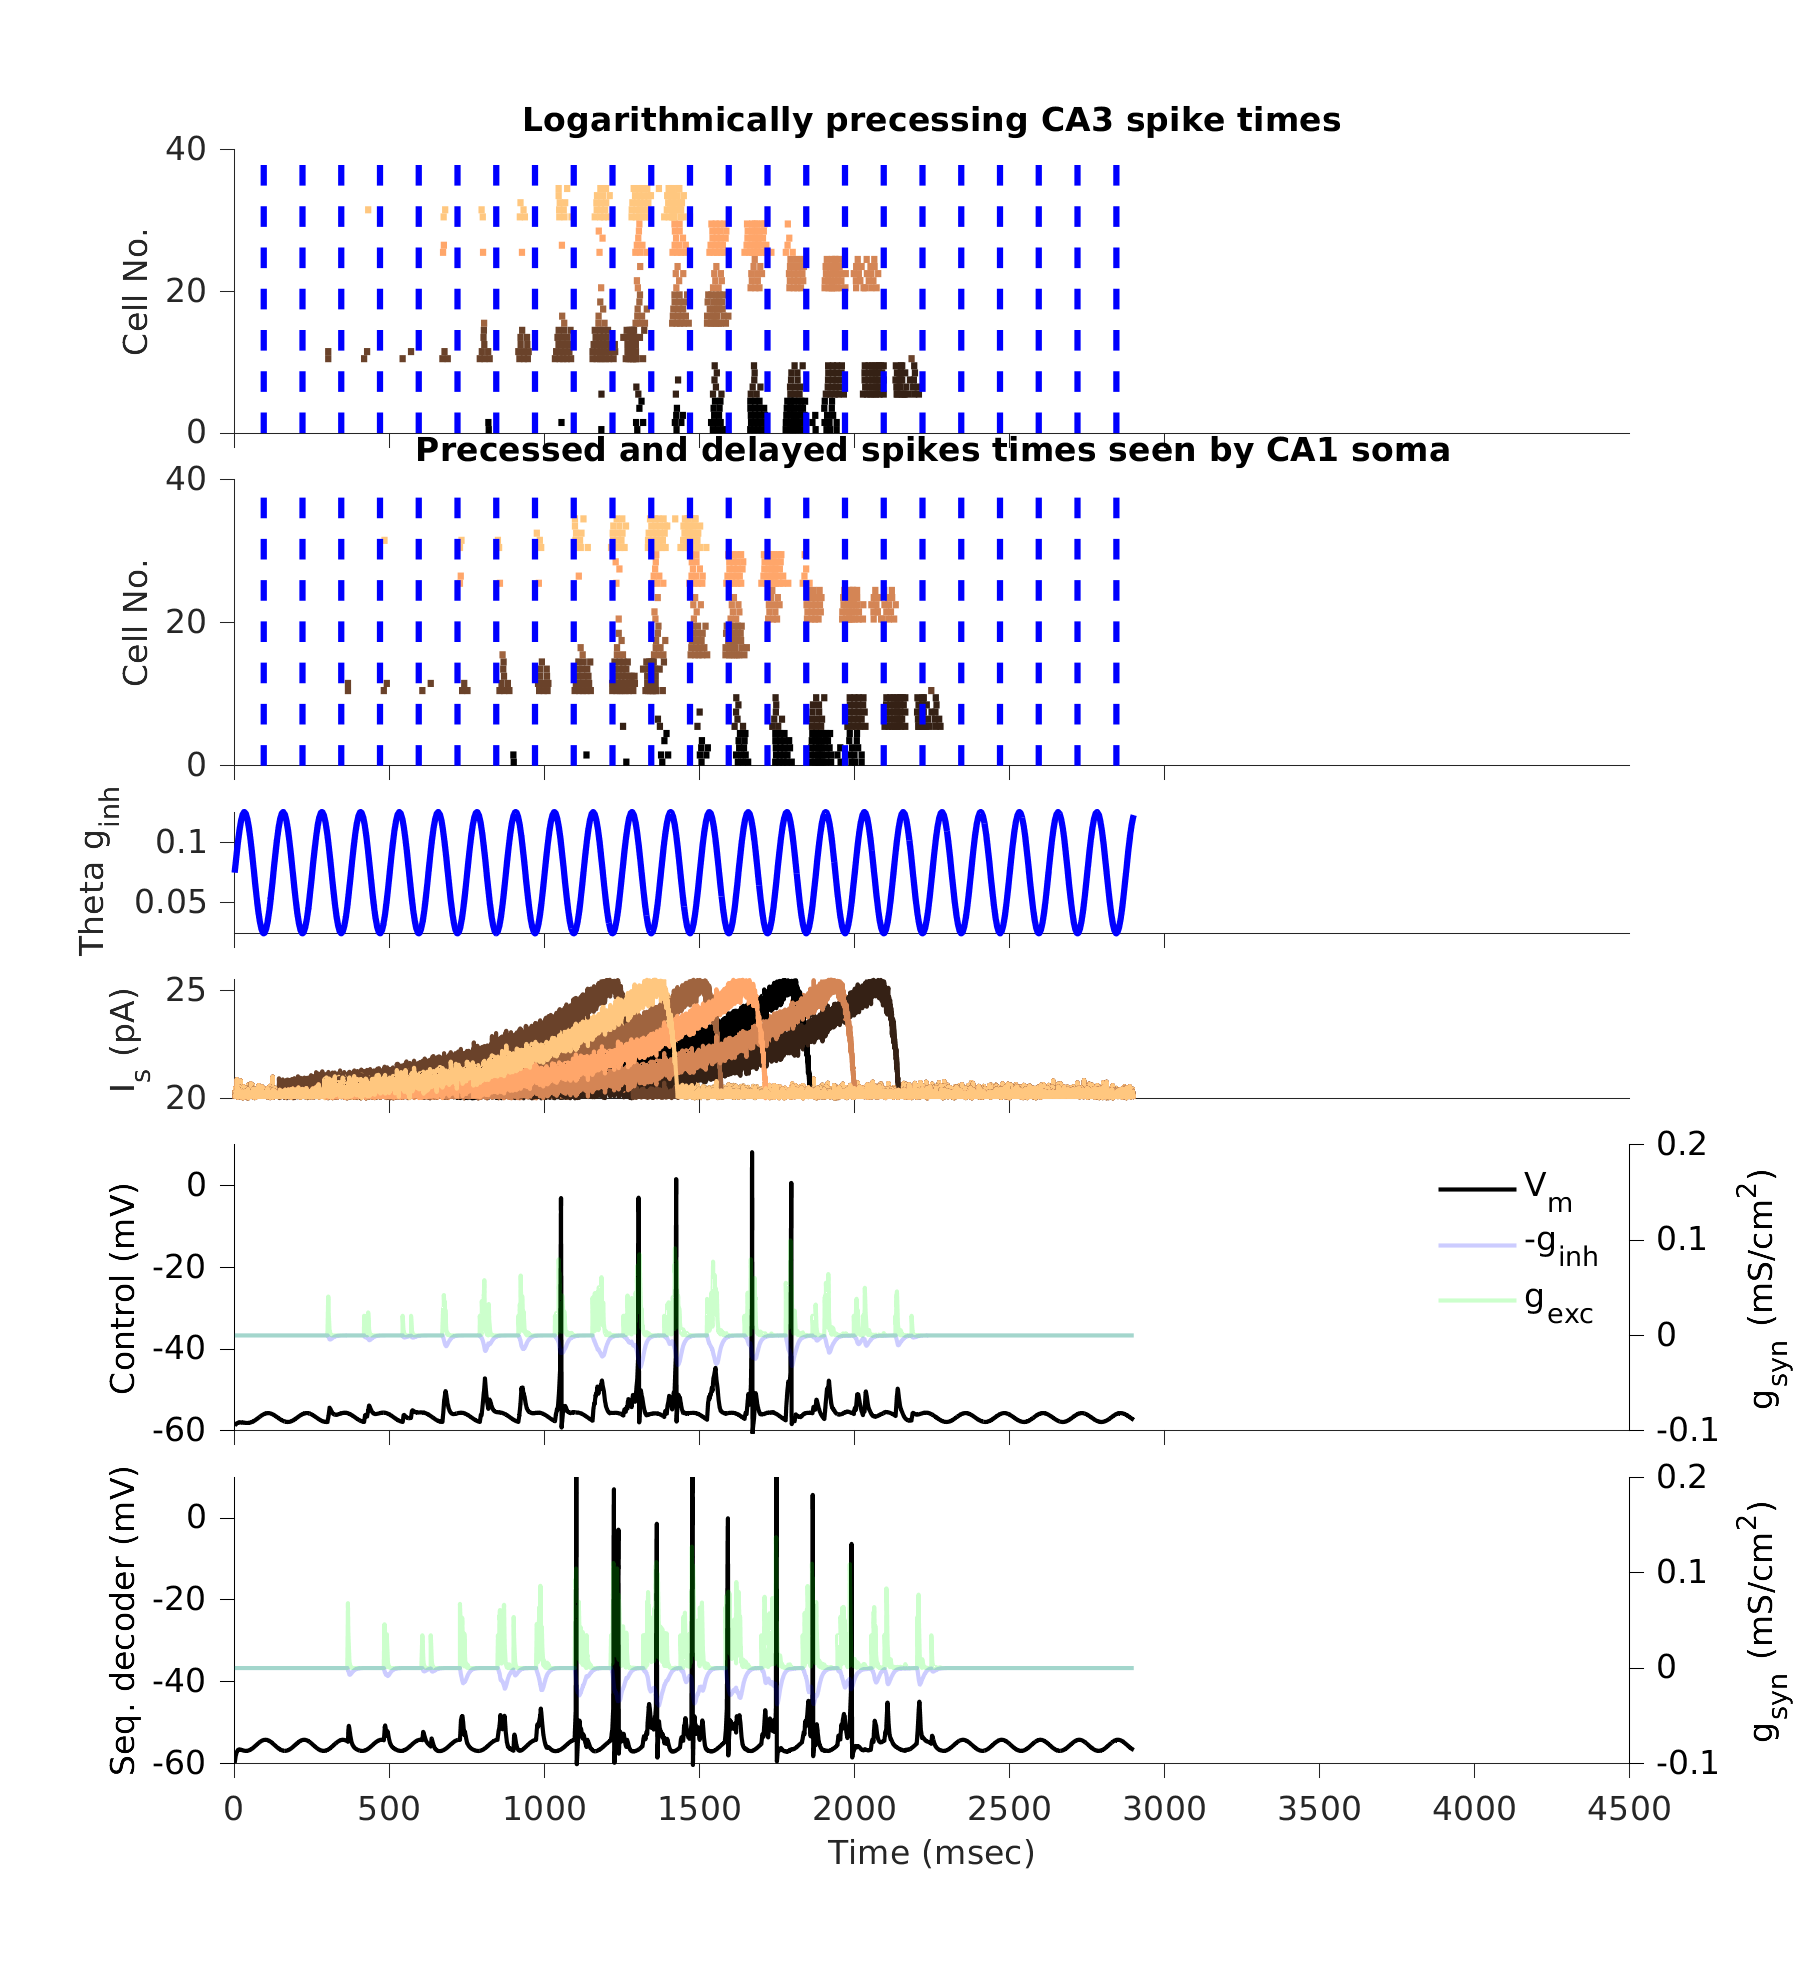 Logarithmically precessing CA3 spike times
40
20
0
Cell No.
Precessed and delayed spikes times seen by CA1 soma
40
20
0
Cell No.
0.1
0.05
Theta g_inh
25
20
I_s (pA)
0
-20
-40
-60
Control (mV)
V_m
-g_inh
g_exc
0.2
0.1
0
-0.1
g_syn (mS/cm^2)
0
-20
-40
-60
Seq. decoder (mV)
0.2
0.1
0
-0.1
g_syn (mS/cm^2)
0 500 1000 1500 2000 2500 3000 3500 4000 4500
Time (msec)